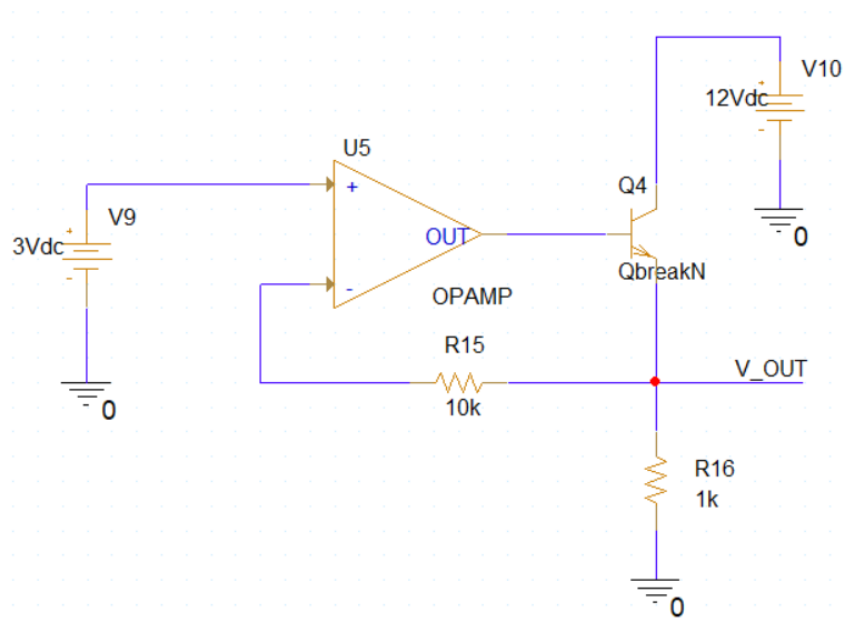 V10
12Vdc
+
-
0
U5
+
OUT
-
OPAMP
V9
3Vdc
+
-
0
Q4
QbreakN
R15
10k
V_OUT
R16
1k
0